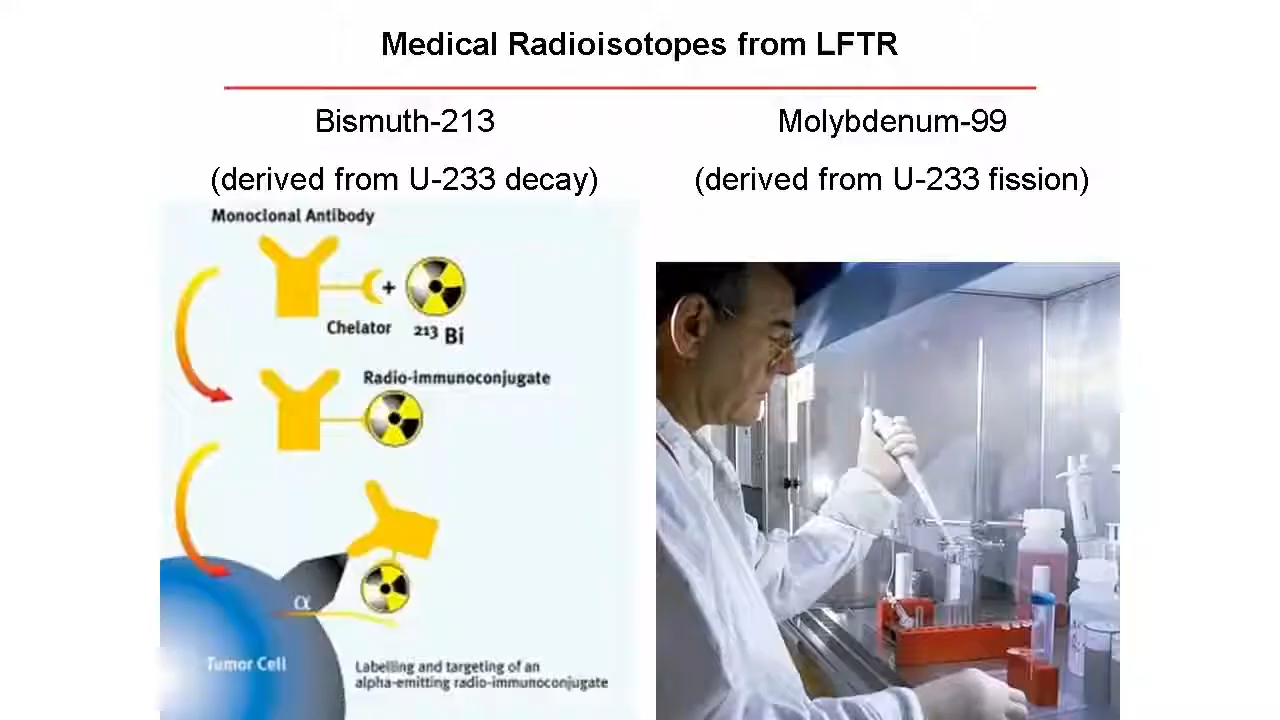 Medical Radioisotopes from LFTR
Bismuth-213
(derived from U-233 decay)
Molybdenum-99
(derived from U-233 fission)
Monoclonal Antibody
+
Chelator
²¹³ Bi
Radio-immunoconjugate
α
Tumor Cell
Labelling and targeting of an
alpha-emitting radio-immunoconjugate